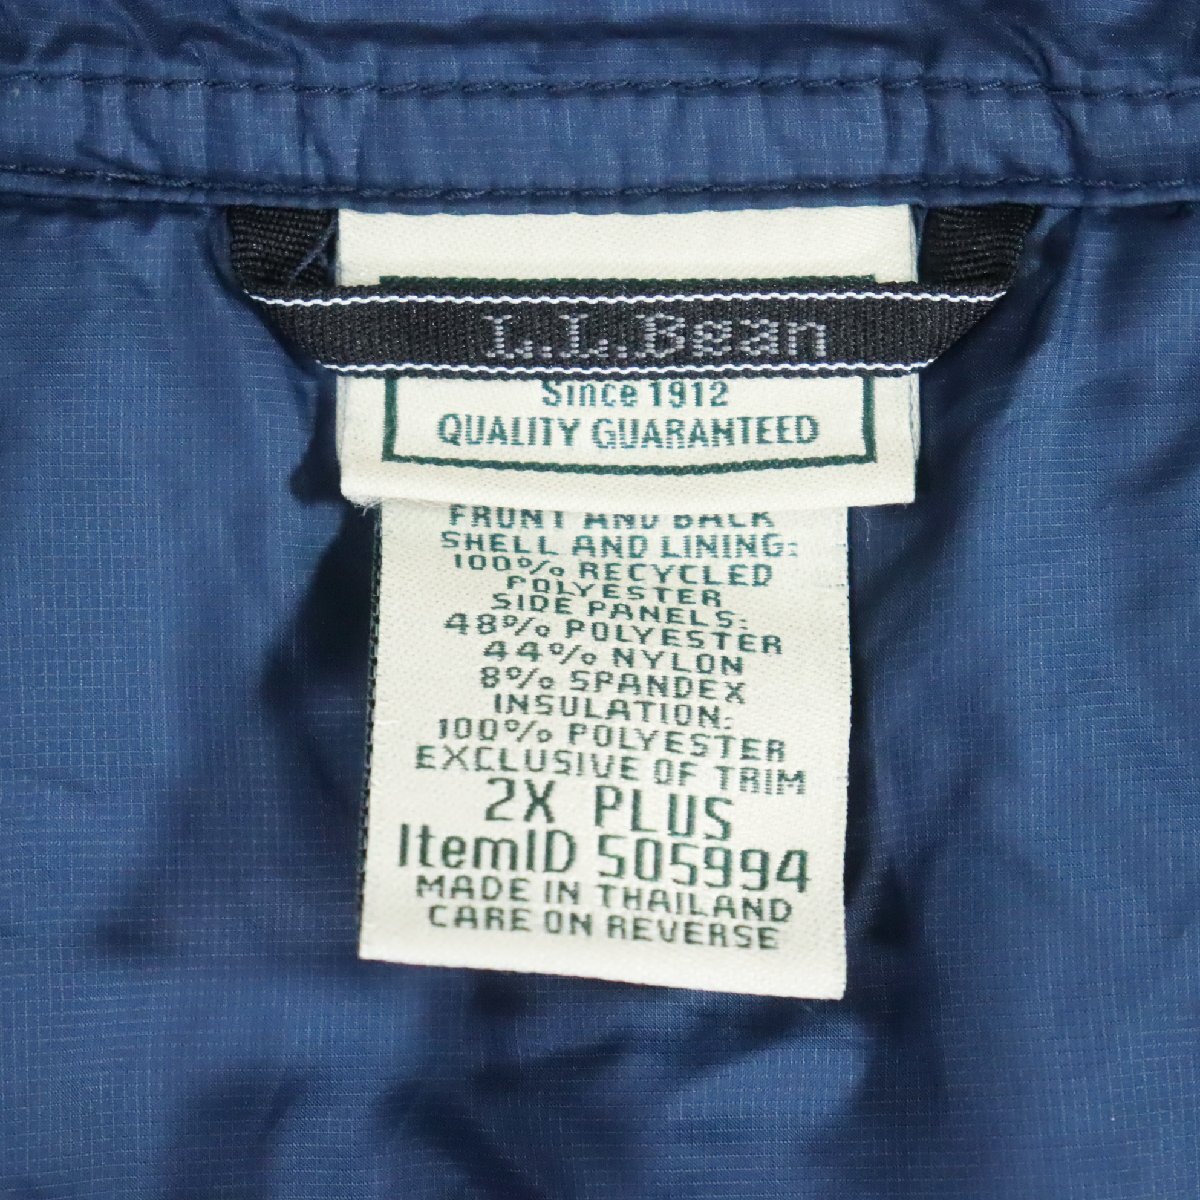 L.L.Bean
Since 1912
QUALITY GUARANTEED
FRONT AND BACK
SHELL AND LINING:
100% RECYCLED
POLYESTER
SIDE PANELS:
48% POLYESTER
44% NYLON
8% SPANDEX
INSULATION:
100% POLYESTER
EXCLUSIVE OF TRIM
2X PLUS
ItemID 505994
MADE IN THAILAND
CARE ON REVERSE